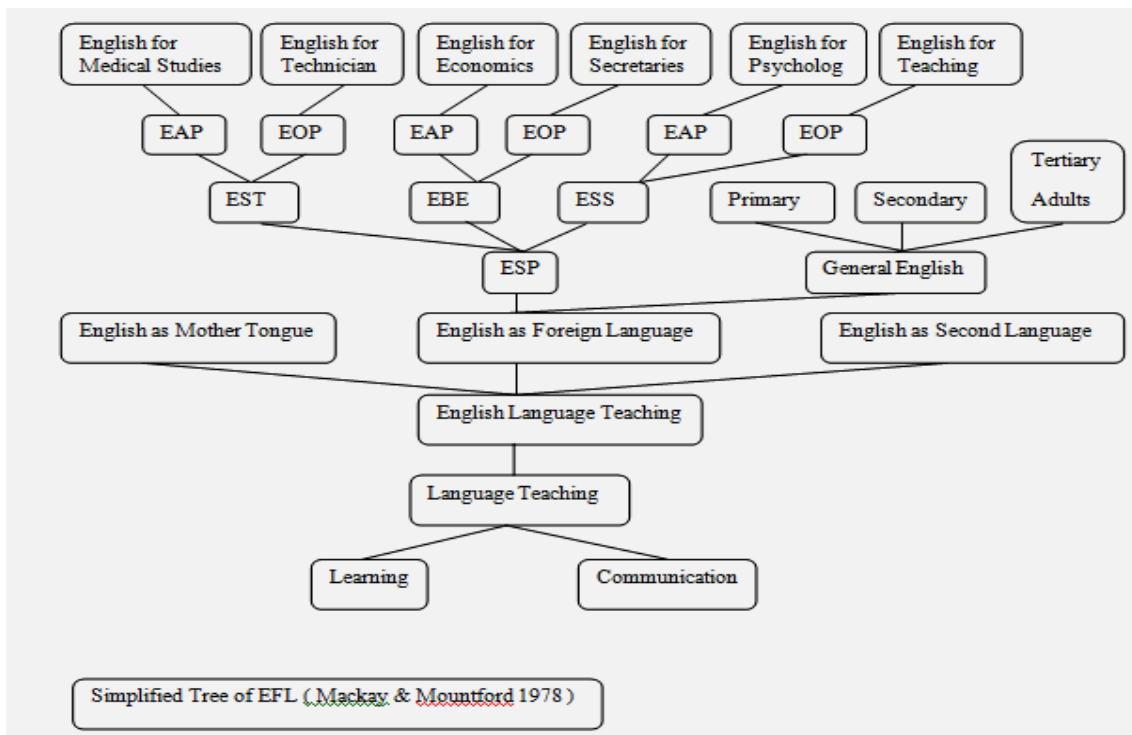 English for
Medical Studies
English for
Technician
English for
Economics
English for
Secretaries
English for
Psycholog
English for
Teaching
EAP
EOP
EAP
EOP
EAP
EOP
Tertiary
Adults
EST
EBE
ESS
Primary
Secondary
ESP
General English
English as Mother Tongue
English as Foreign Language
English as Second Language
English Language Teaching
Language Teaching
Learning
Communication
Simplified Tree of EFL ( Mackay & Mountford 1978 )